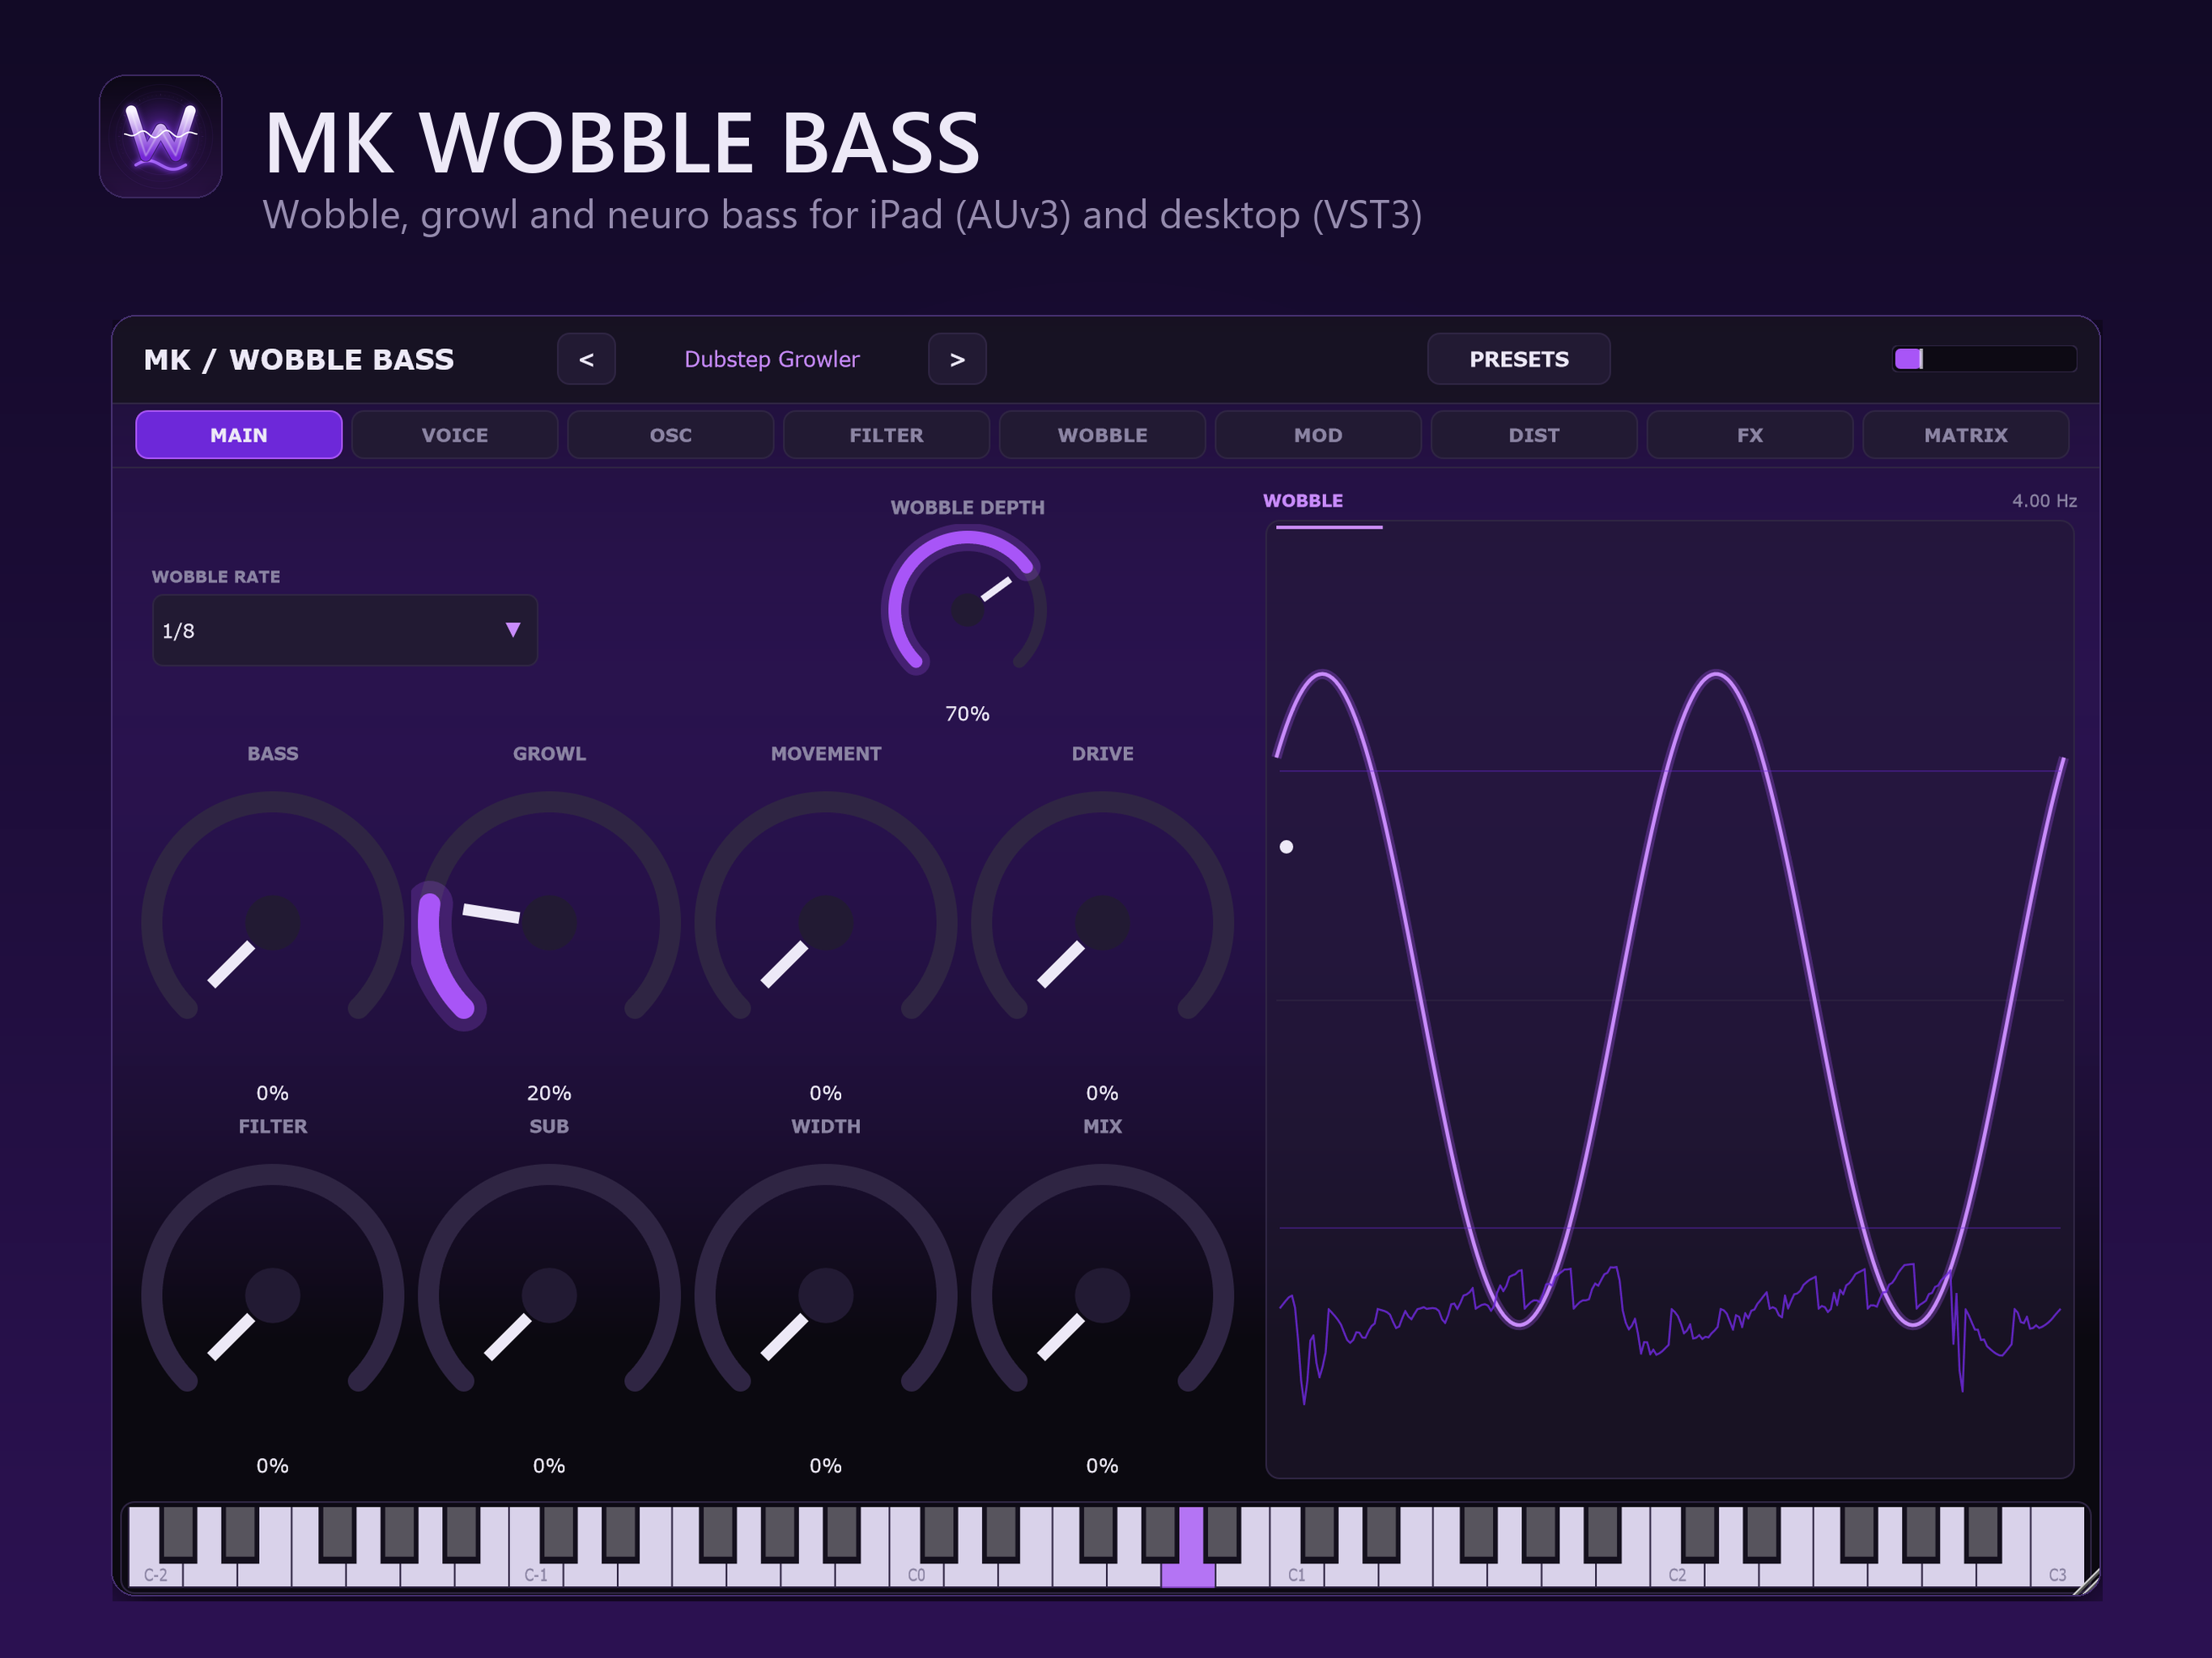 W
MK WOBBLE BASS
Wobble, growl and neuro bass for iPad (AUv3) and desktop (VST3)
MK / WOBBLE BASS
<
Dubstep Growler
>
PRESETS
MAIN
VOICE
OSC
FILTER
WOBBLE
MOD
DIST
FX
MATRIX
WOBBLE RATE
1/8
WOBBLE DEPTH
70%
WOBBLE
4.00 Hz
BASS
GROWL
MOVEMENT
DRIVE
0%
20%
0%
0%
FILTER
SUB
WIDTH
MIX
0%
0%
0%
0%
C-2
C-1
C0
C1
C2
C3